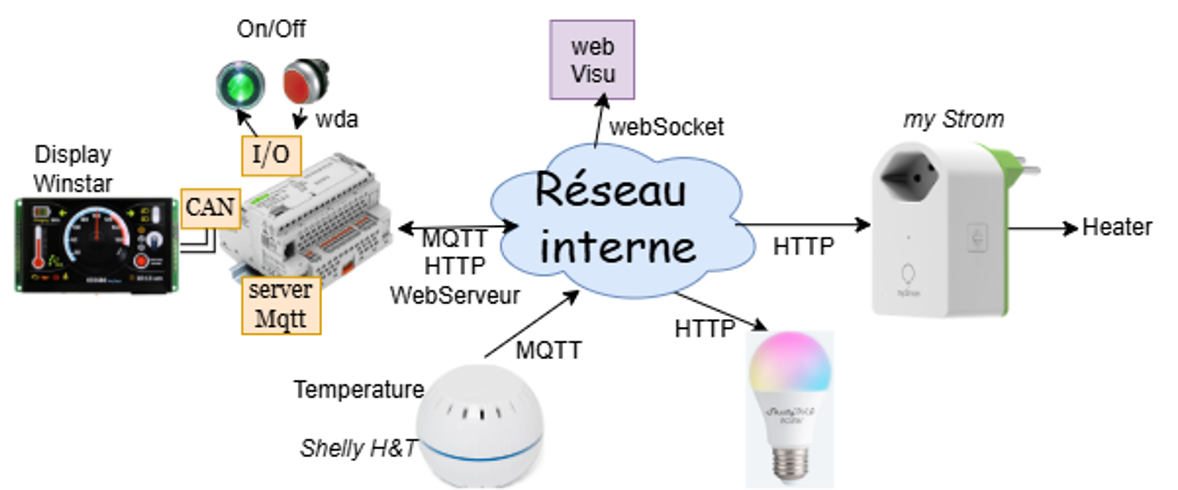 On/Off
web
Visu
wda
webSocket
my Strom
I/O
Display
Winstar
CAN
Réseau
interne
MQTT
HTTP
WebServeur
HTTP
Heater
server
Mqtt
HTTP
MQTT
Temperature
Shelly H&T